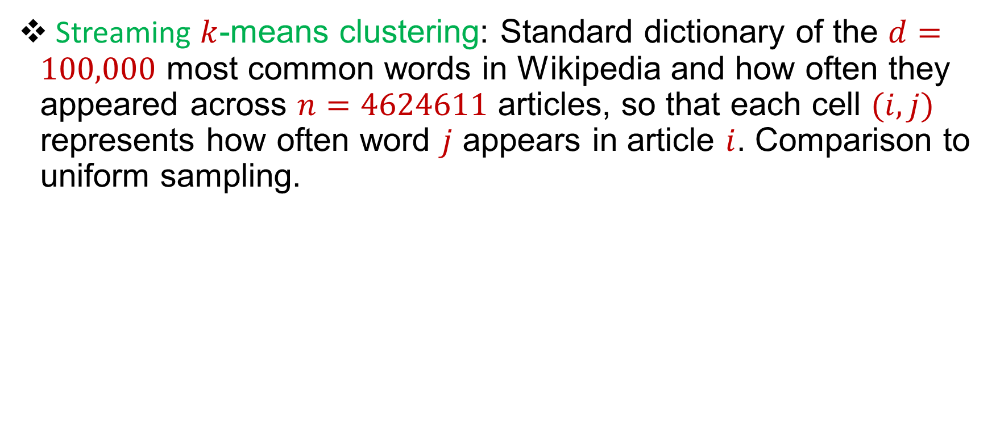 ❖ Streaming k-means clustering: Standard dictionary of the d =
100,000 most common words in Wikipedia and how often they
appeared across n = 4624611 articles, so that each cell (i, j)
represents how often word j appears in article i. Comparison to
uniform sampling.